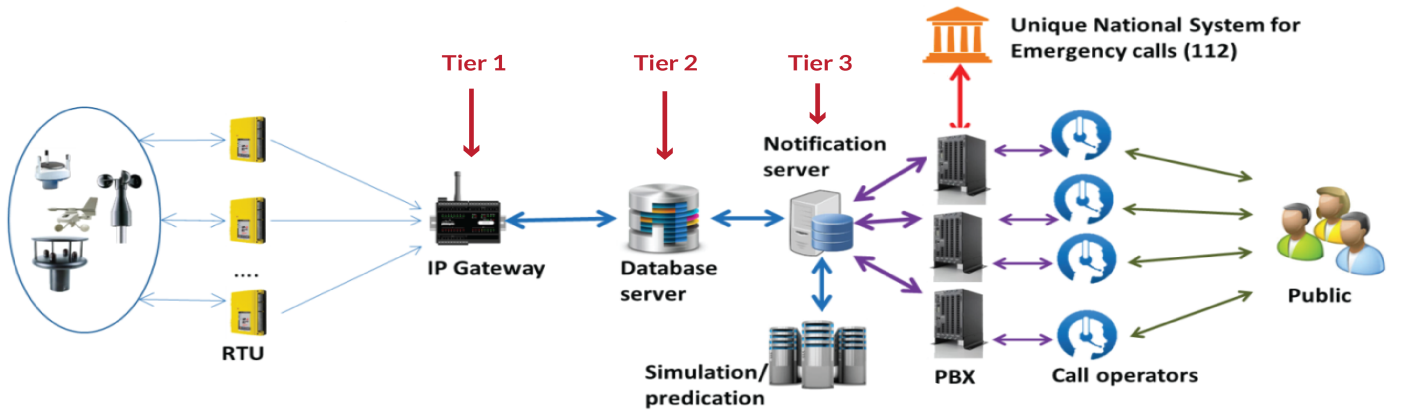 Unique National System for
Emergency calls (112)
Tier 1
Tier 2
Tier 3
Notification
server
....
IP Gateway
Database
server
Public
RTU
Simulation/
predication
PBX
Call operators